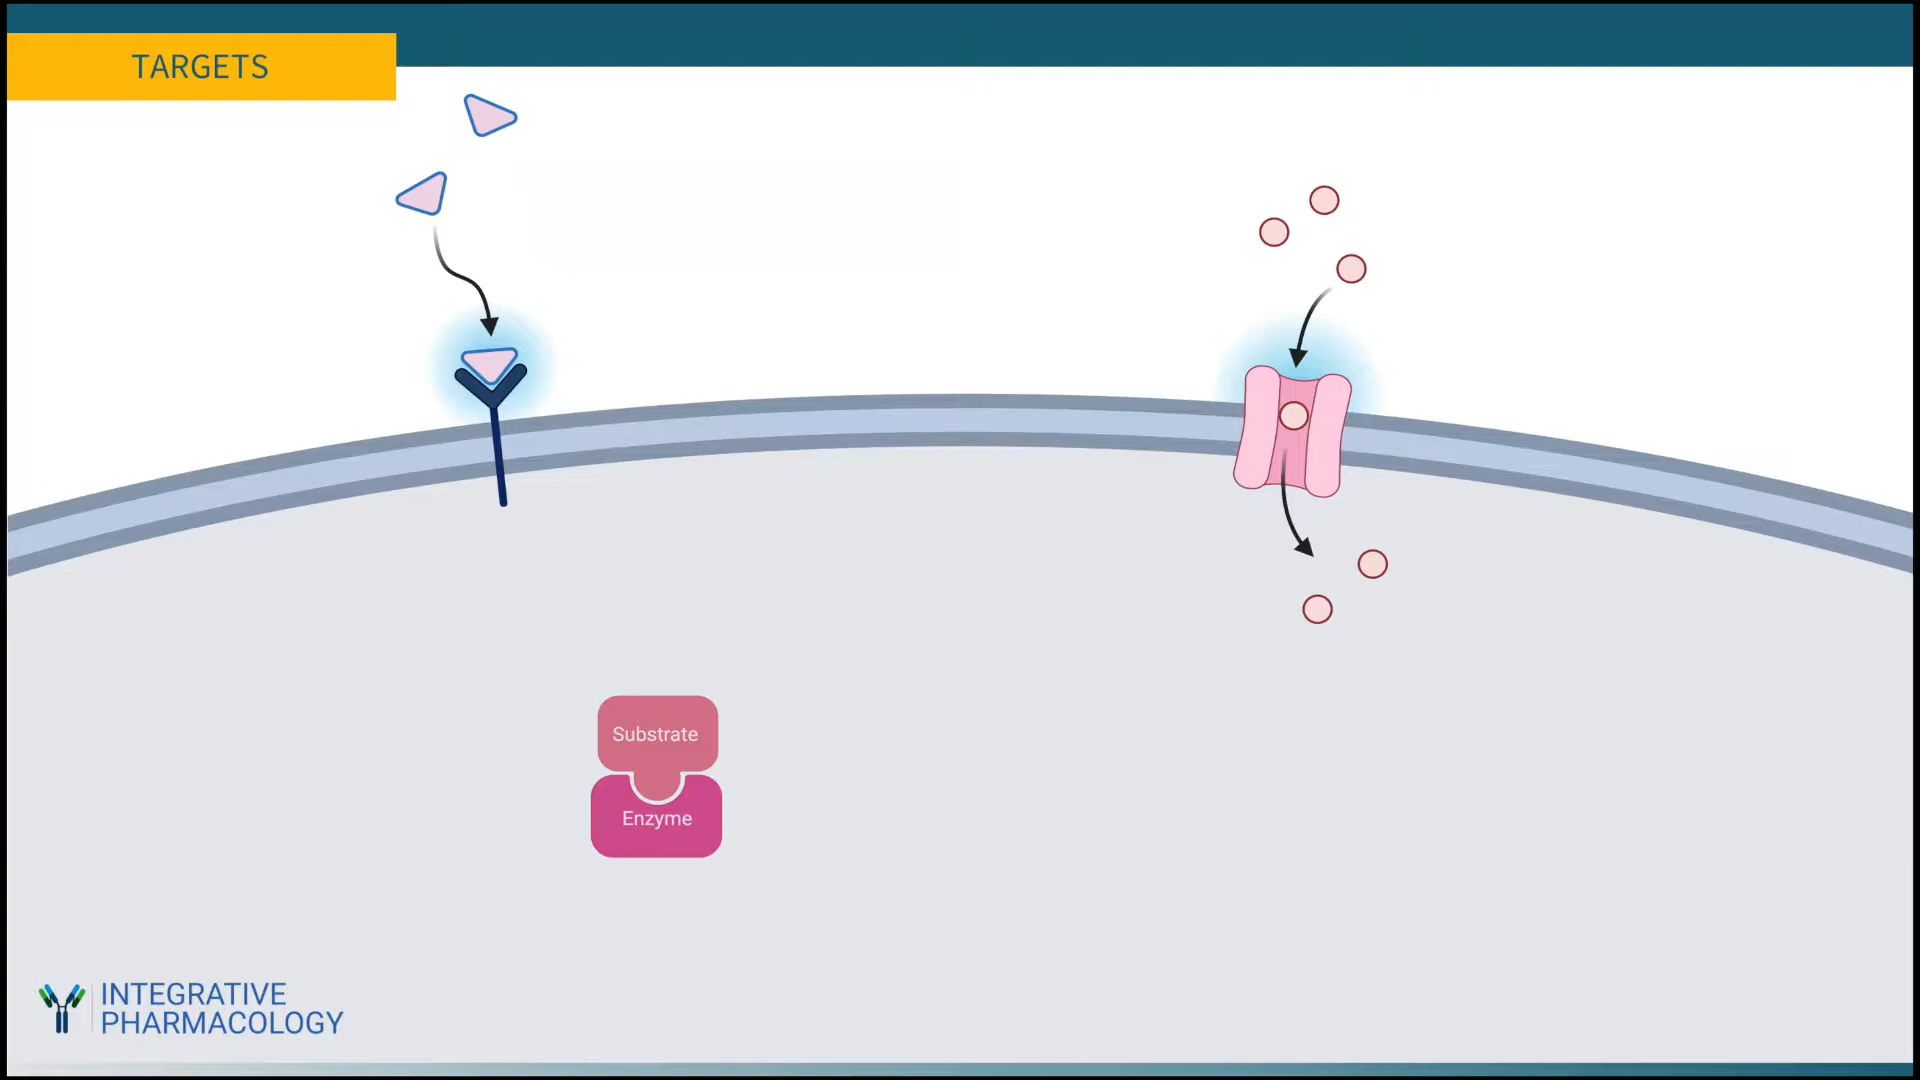 TARGETS
Substrate
Enzyme
INTEGRATIVE
PHARMACOLOGY